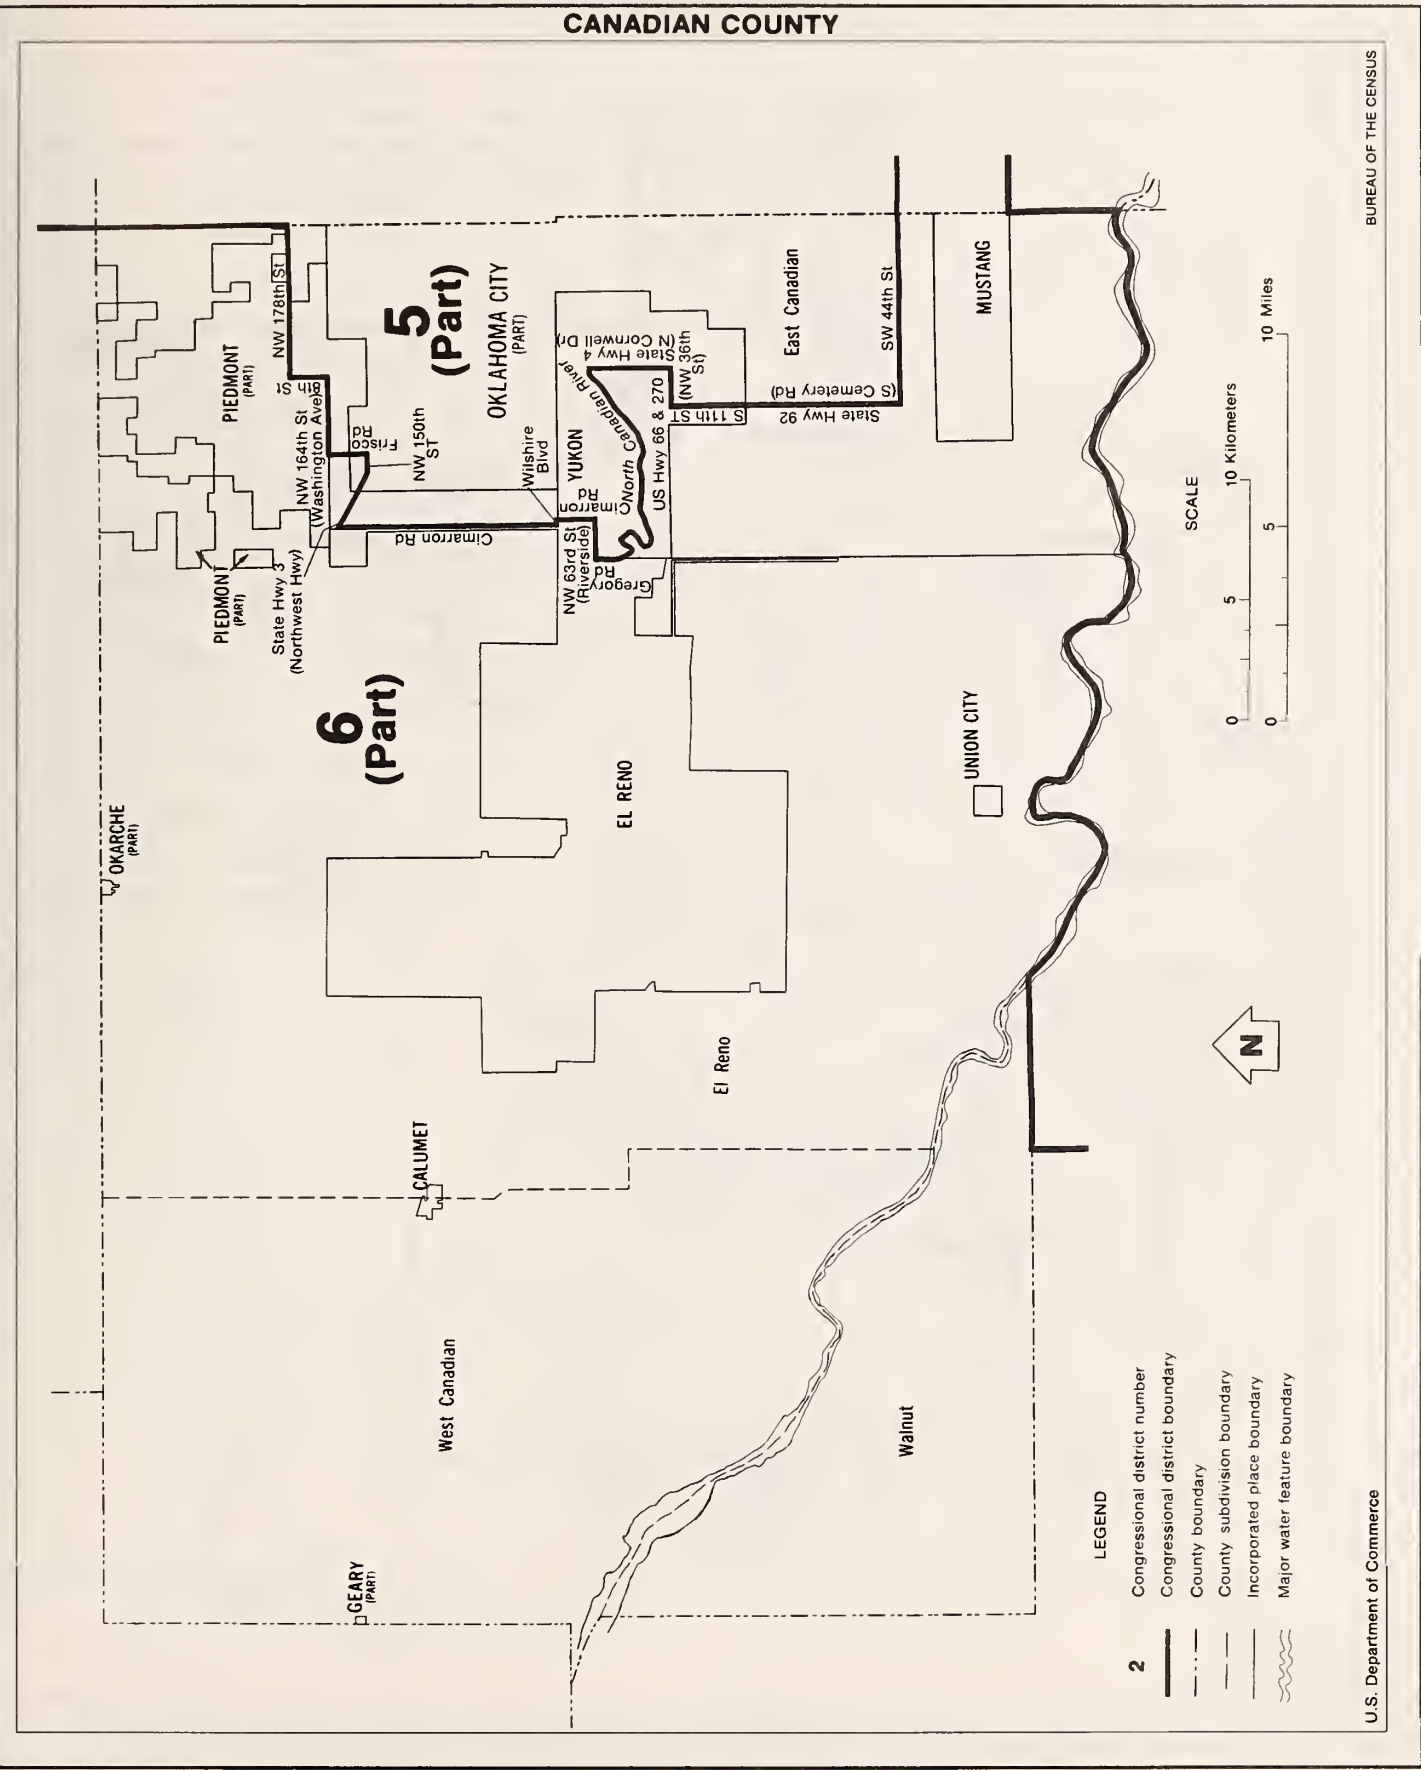 CANADIAN COUNTY
OKARCHE
(PART)
PIEDMONT
(PART)
PIEDMONT
(PART)
NW 178th St
8th St
NW 164th St
(Washington Ave)
Frisco
Rd
NW 150th
ST
State Hwy 3
(Northwest Hwy)
Cimarron Rd
5
(Part)
OKLAHOMA CITY
(PART)
6
(Part)
Wilshire
Blvd
YUKON
Cimarron
Rd
NW 63rd St
(Riverside)
Gregory
Rd
North Canadian River
State Hwy 4
(N Cornwell Dr)
US Hwy 66 & 270
(NW 36th
St)
S 11th ST
State Hwy 92
(S Cemetery Rd)
East Canadian
SW 44th St
MUSTANG
EL RENO
El Reno
UNION CITY
CALUMET
West Canadian
GEARY
(PART)
Walnut
N
SCALE
0 5 10 Kilometers
0 5 10 Miles
LEGEND
2 Congressional district number
Congressional district boundary
County boundary
County subdivision boundary
Incorporated place boundary
Major water feature boundary
U.S. Department of Commerce
BUREAU OF THE CENSUS